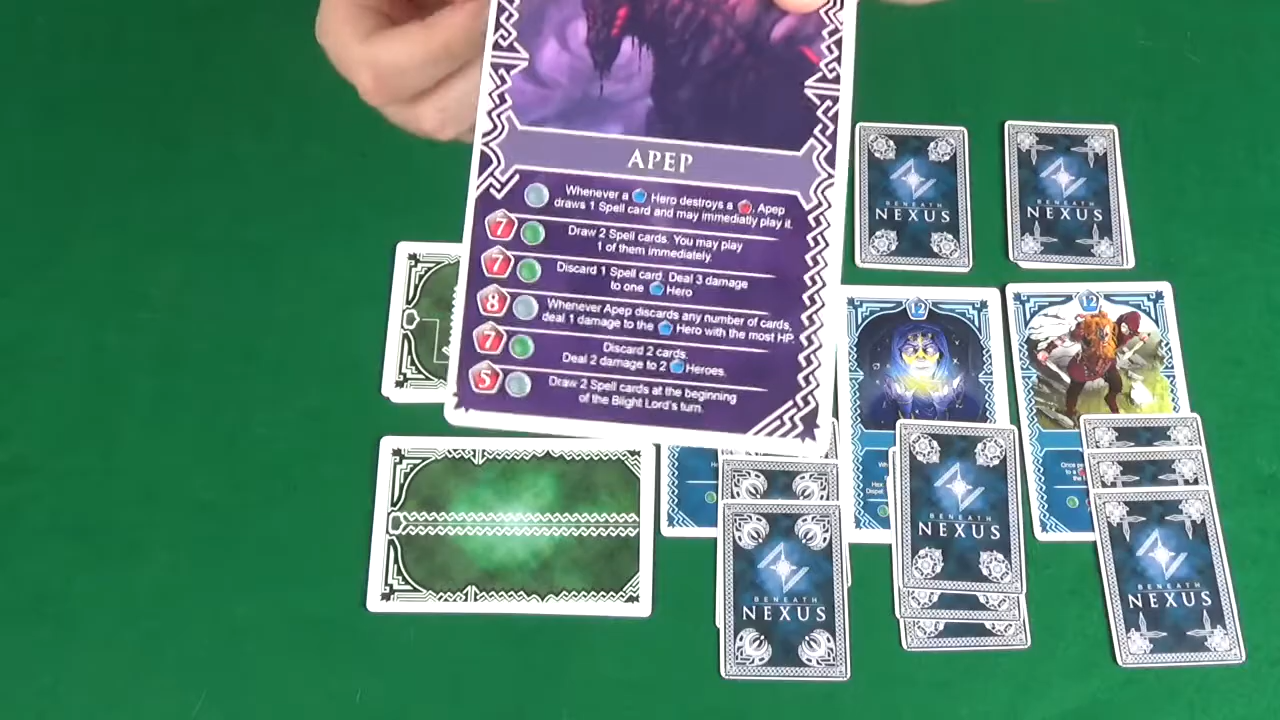 APEP
Whenever a Hero destroys a , Apep
draws 1 Spell card and may immediatly play it.
7
Draw 2 Spell cards. You may play
1 of them immediately.
7
Discard 1 Spell card. Deal 3 damage
to one Hero
8
Whenever Apep discards any number of cards,
deal 1 damage to the Hero with the most HP.
7
Discard 2 cards.
Deal 2 damage to 2 Heroes.
5
Draw 2 Spell cards at the beginning
of the Blight Lord's turn.
BENEATH
NEXUS
BENEATH
NEXUS
12
12
Once
to a
BENEATH
NEXUS
BENEATH
NEXUS
BENEATH
NEXUS